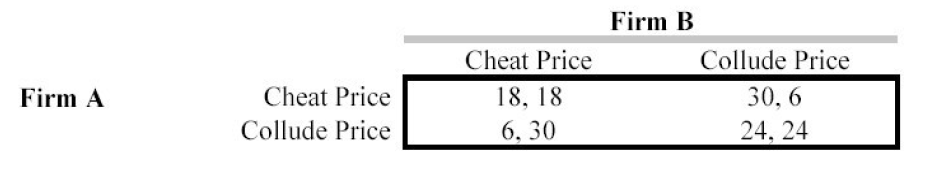 Firm B
Cheat Price Collude Price
Firm A Cheat Price 18, 18 30, 6
Collude Price 6, 30 24, 24